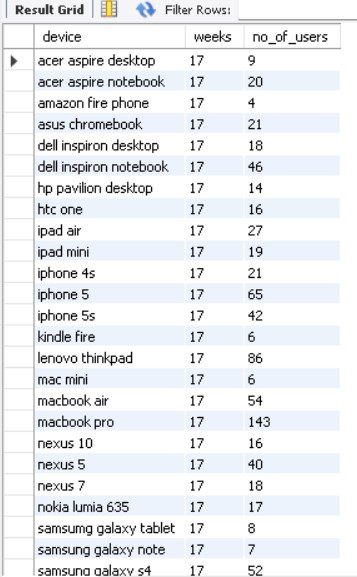 Result Grid Filter Rows:
device weeks no_of_users
acer aspire desktop 17 9
acer aspire notebook 17 20
amazon fire phone 17 4
asus chromebook 17 21
dell inspiron desktop 17 18
dell inspiron notebook 17 46
hp pavilion desktop 17 14
htc one 17 16
ipad air 17 27
ipad mini 17 19
iphone 4s 17 21
iphone 5 17 65
iphone 5s 17 42
kindle fire 17 6
lenovo thinkpad 17 86
mac mini 17 6
macbook air 17 54
macbook pro 17 143
nexus 10 17 16
nexus 5 17 40
nexus 7 17 18
nokia lumia 635 17 17
samsumg galaxy tablet 17 8
samsung galaxy note 17 7
samsung galaxy s4 17 52